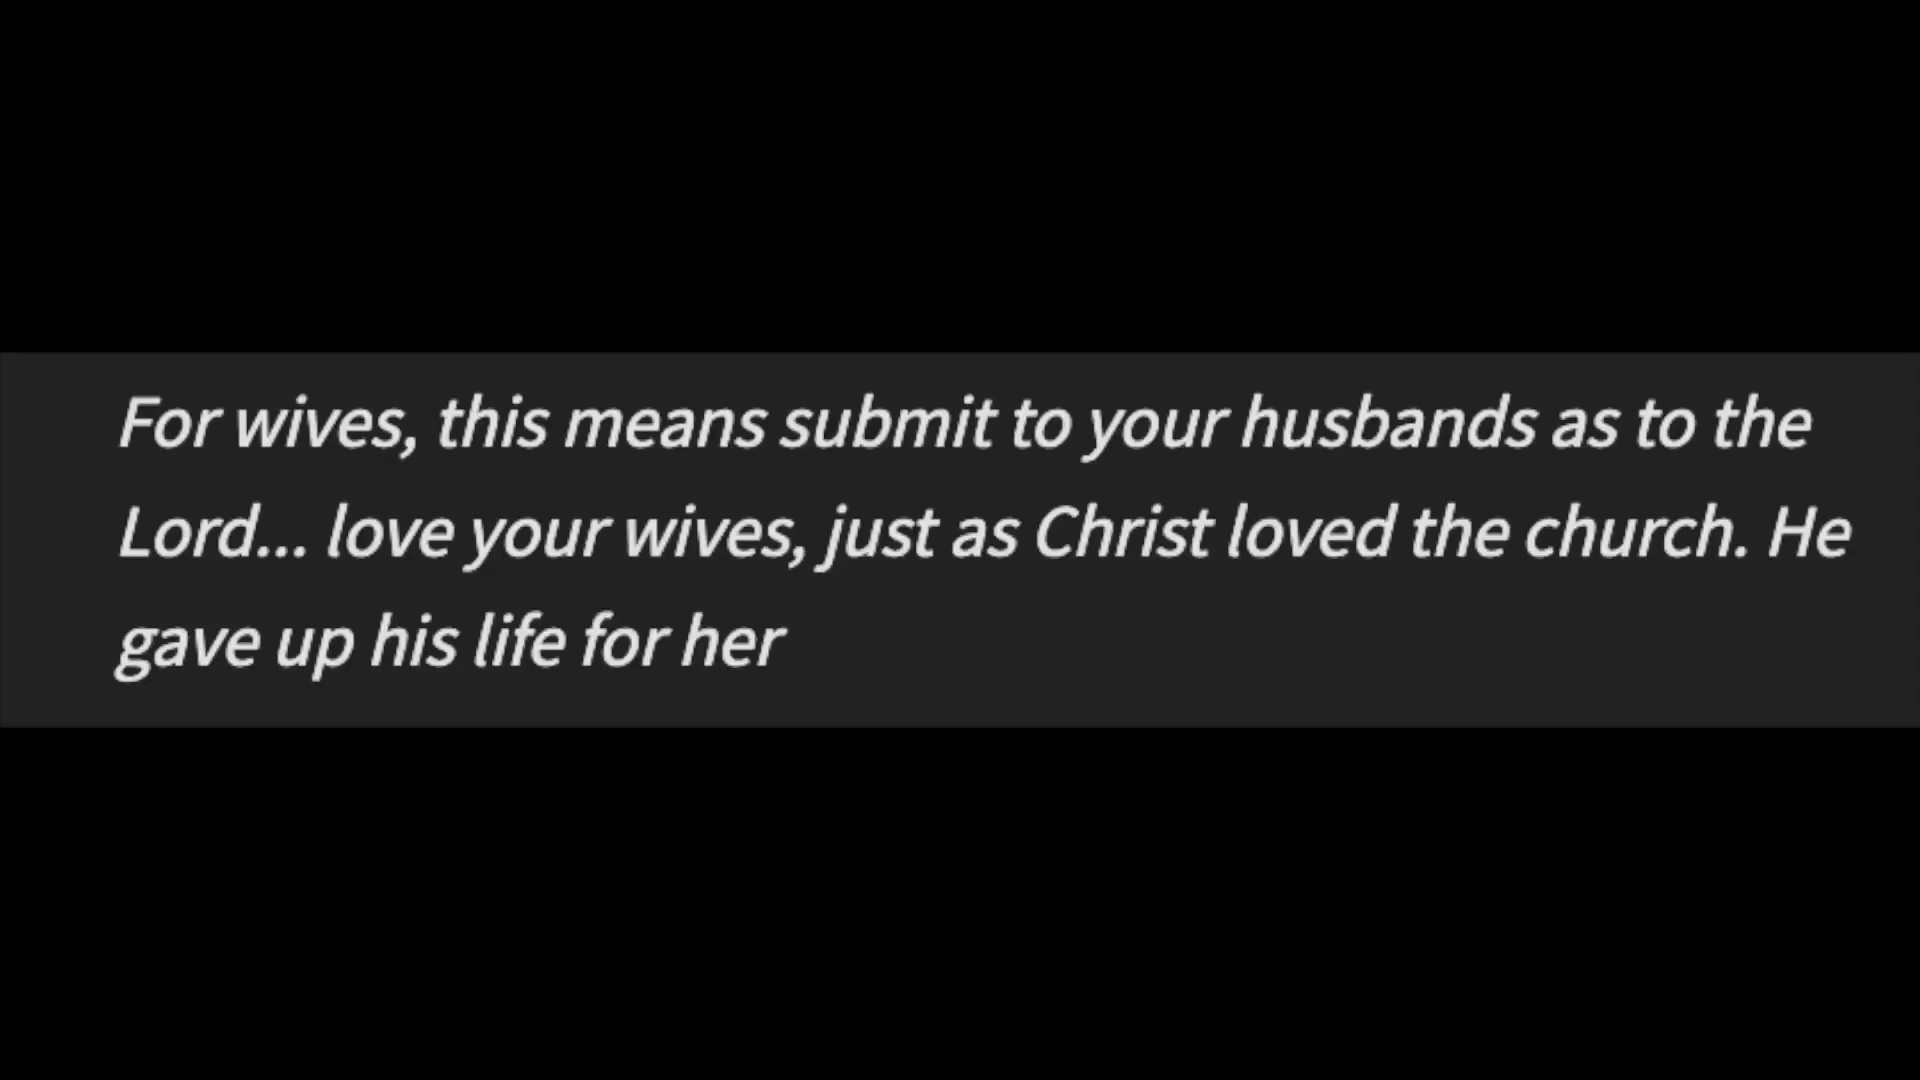 For wives, this means submit to your husbands as to the
Lord... love your wives, just as Christ loved the church. He
gave up his life for her